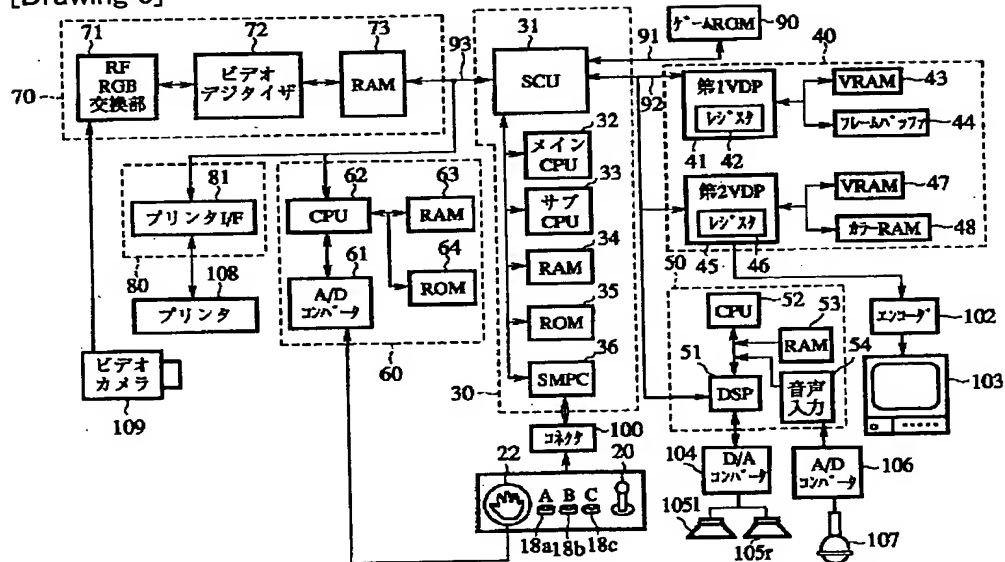 71
RF
RGB
交換部
72
ビデオ
デジタイザ
73
RAM
70
93
31
SCU
32
メイン
CPU
33
サブ
CPU
34
RAM
35
ROM
36
SMPC
30
91
92
ゲームROM
90
40
第1VDP
レジスタ
41
42
VRAM
43
フレームバッファ
44
第2VDP
レジスタ
45
46
VRAM
47
カラーRAM
48
81
プリンタI/F
80
108
プリンタ
ビデオ
カメラ
109
62
CPU
63
RAM
64
ROM
61
A/D
コンバータ
60
50
52
CPU
53
RAM
54
音声
入力
51
DSP
エンコーダ
102
103
コネクタ
100
22
A B C
18a 18b 18c
20
104
D/A
コンバータ
105l
105r
A/D
コンバータ
106
107